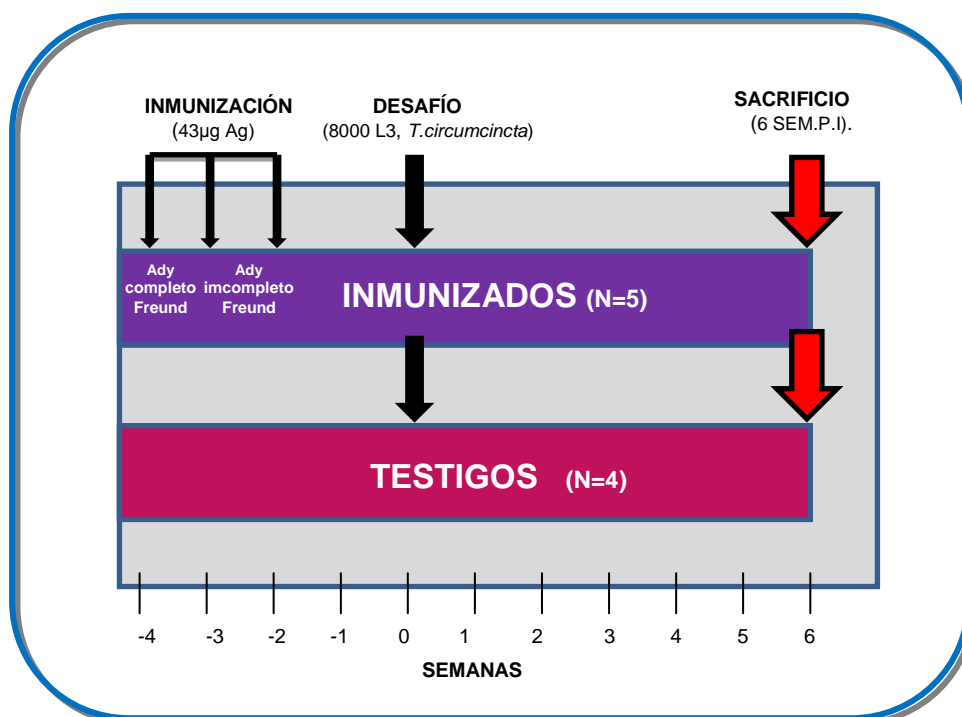 INMUNIZACIÓN
(43µg Ag)
DESAFÍO
(8000 L3, T.circumcincta)
SACRIFICIO
(6 SEM.P.I).
Ady
completo
Freund
Ady
imcompleto
Freund
INMUNIZADOS (N=5)
TESTIGOS (N=4)
-4 -3 -2 -1 0 1 2 3 4 5 6
SEMANAS